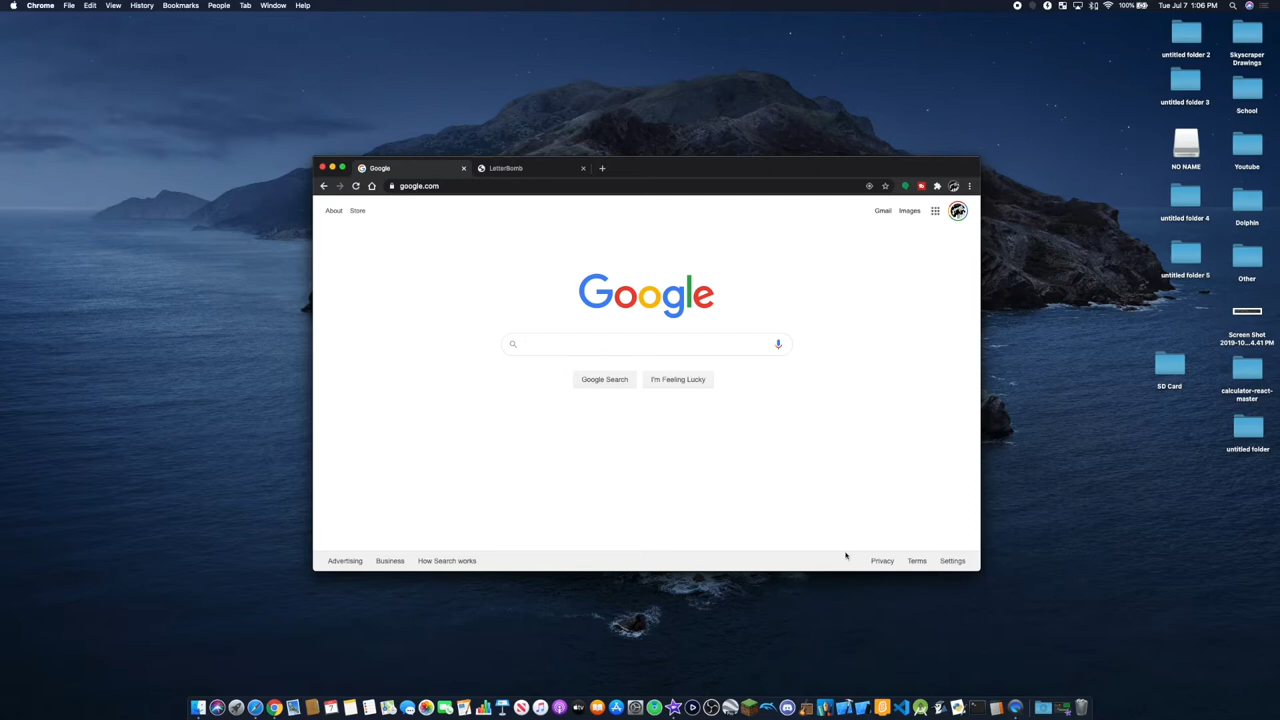 Chrome File Edit View History Bookmarks People Tab Window Help
100% Tue Jul 7 1:06 PM
Google
LetterBomb
google.com
About Store
Gmail Images
Google
Google Search
I'm Feeling Lucky
Advertising Business How Search works
Privacy Terms Settings
untitled folder 2
Skyscraper
Drawings
untitled folder 3
School
NO NAME
Youtube
untitled folder 4
Dolphin
untitled folder 5
Other
Screen Shot
2019-10...4.41 PM
SD Card
calculator-react-
master
untitled folder